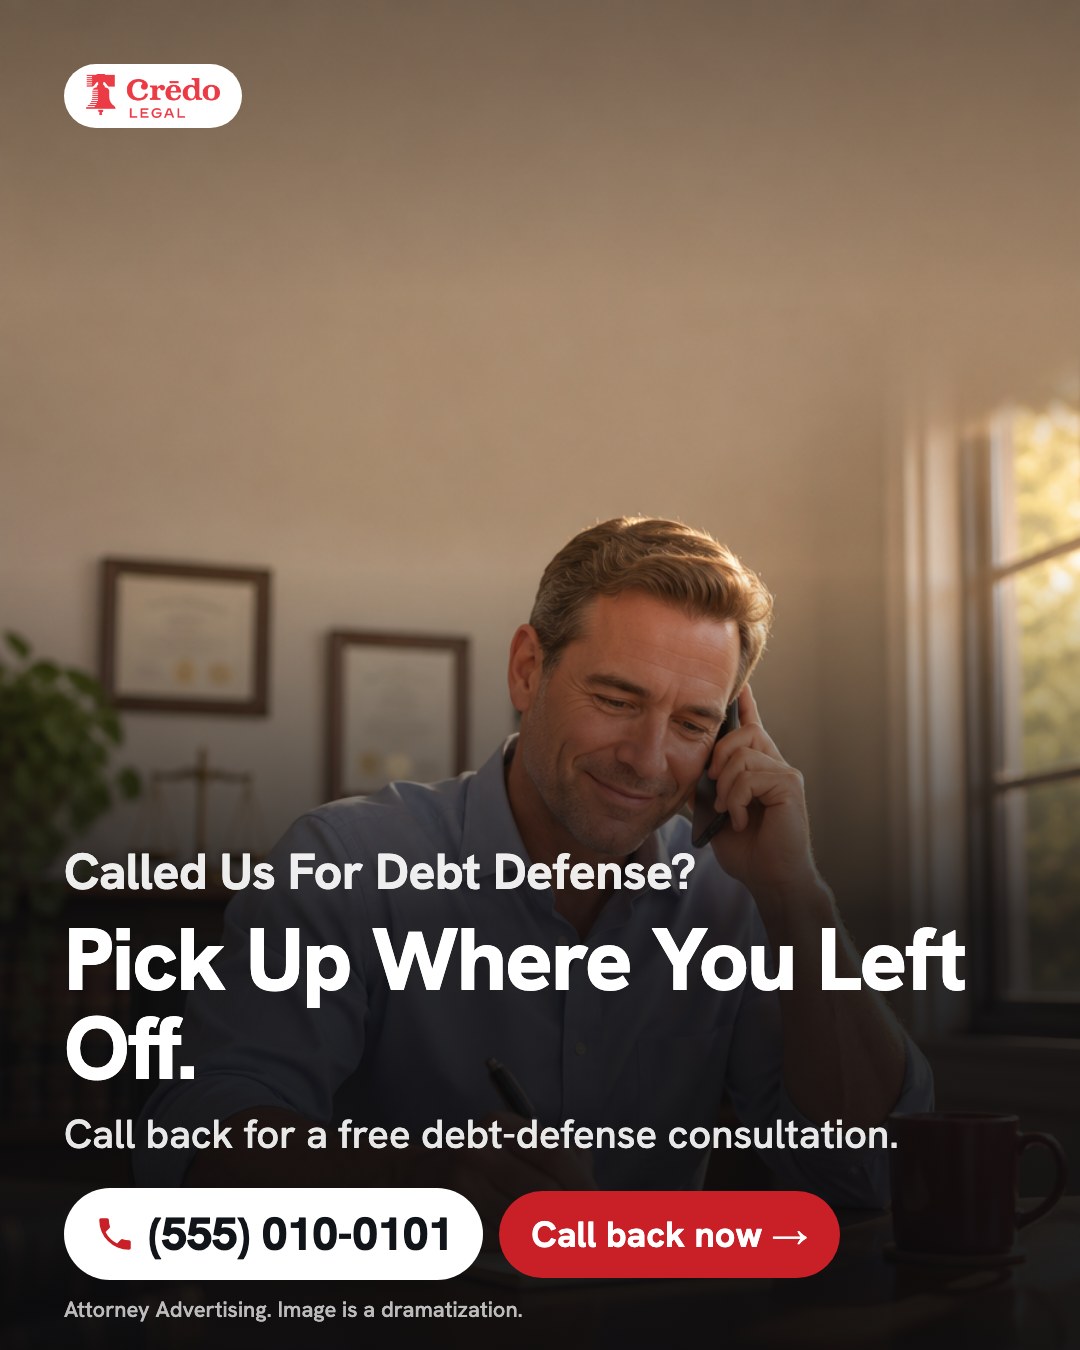 Crēdo
LEGAL
Called Us For Debt Defense?
Pick Up Where You Left
Off.
Call back for a free debt-defense consultation.
(555) 010-0101
Call back now →
Attorney Advertising. Image is a dramatization.